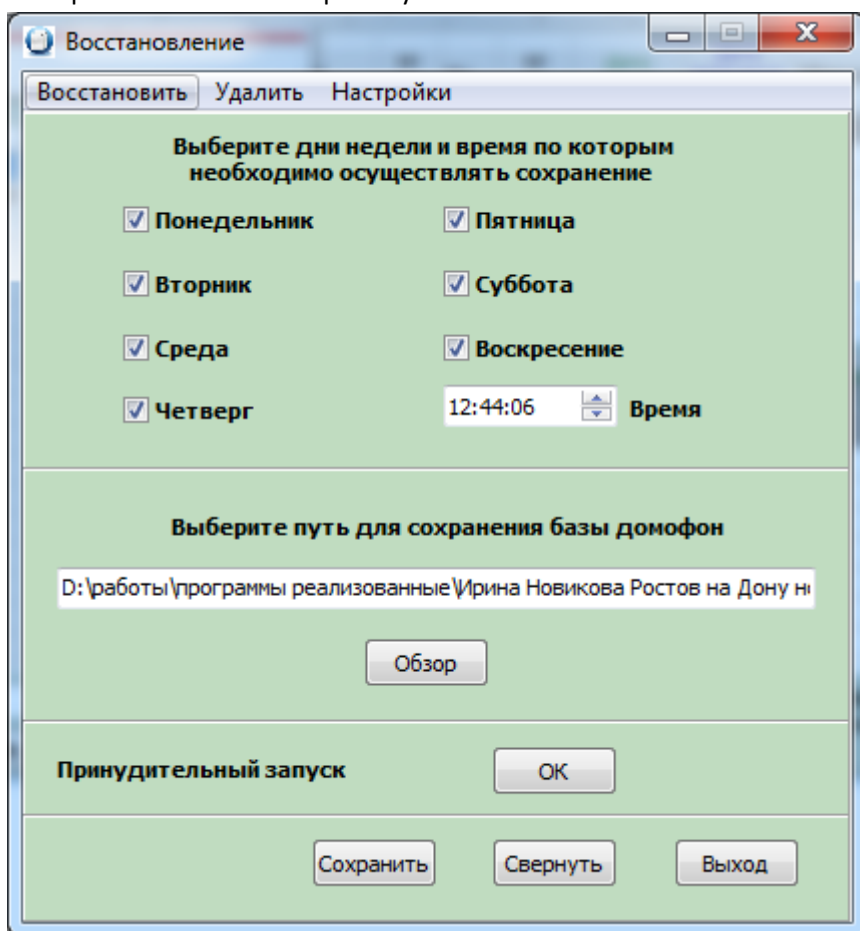 Восстановление
Восстановить Удалить Настройки
Выберите дни недели и время по которым
необходимо осуществлять сохранение
Понедельник Пятница
Вторник Суббота
Среда Воскресение
Четверг 12:44:06 Время
Выберите путь для сохранения базы домофон
D:\работы\программы реализованные\Ирина Новикова Ростов на Дону
Обзор
Принудительный запуск ОК
Сохранить Свернуть Выход